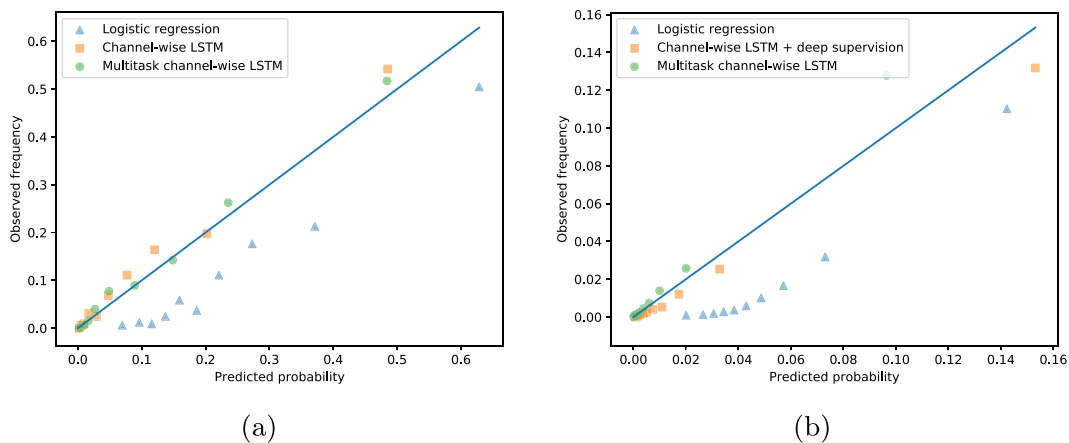 Logistic regression
Channel-wise LSTM
Multitask channel-wise LSTM
Observed frequency
0.6
0.5
0.4
0.3
0.2
0.1
0.0
0.0 0.1 0.2 0.3 0.4 0.5 0.6
Predicted probability
(a)
Logistic regression
Channel-wise LSTM + deep supervision
Multitask channel-wise LSTM
Observed frequency
0.16
0.14
0.12
0.10
0.08
0.06
0.04
0.02
0.00
0.00 0.02 0.04 0.06 0.08 0.10 0.12 0.14 0.16
Predicted probability
(b)